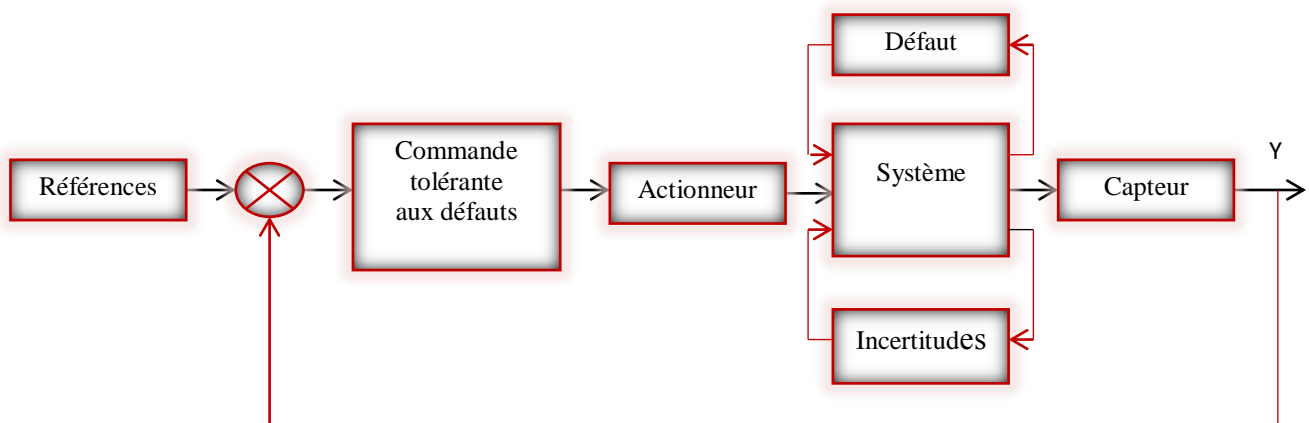 Défaut
Références
Commande
tolérante
aux défauts
Actionneur
Système
Capteur
Y
Incertitudes